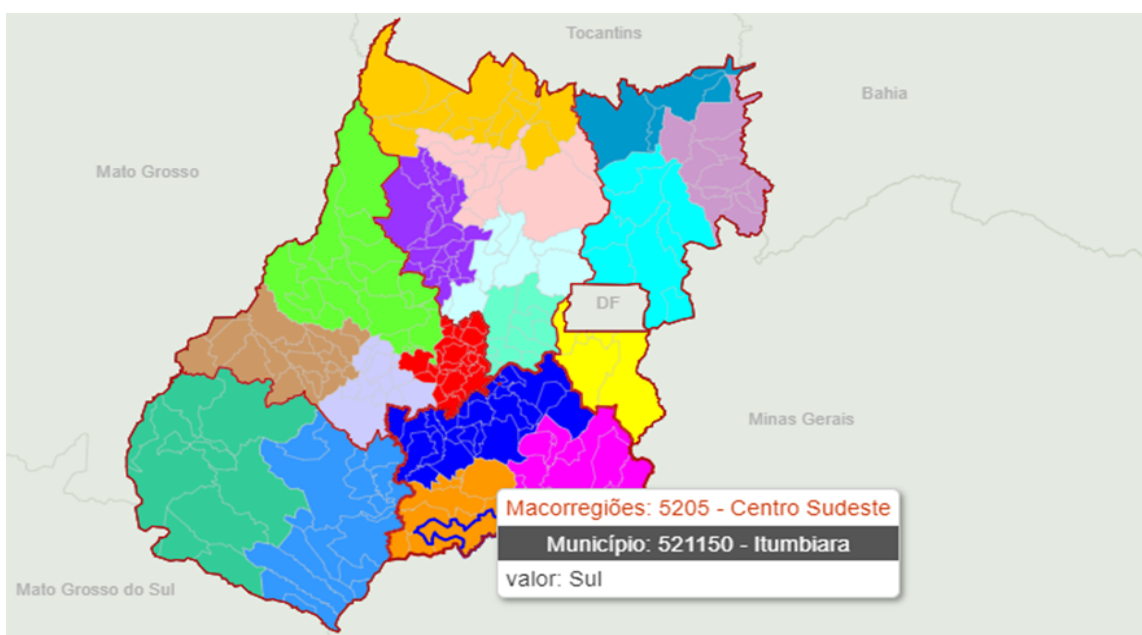 Tocantins
Bahia
Mato Grosso
DF
Minas Gerais
Macorregiões: 5205 - Centro Sudeste
Município: 521150 - Itumbiara
valor: Sul
Mato Grosso do Sul